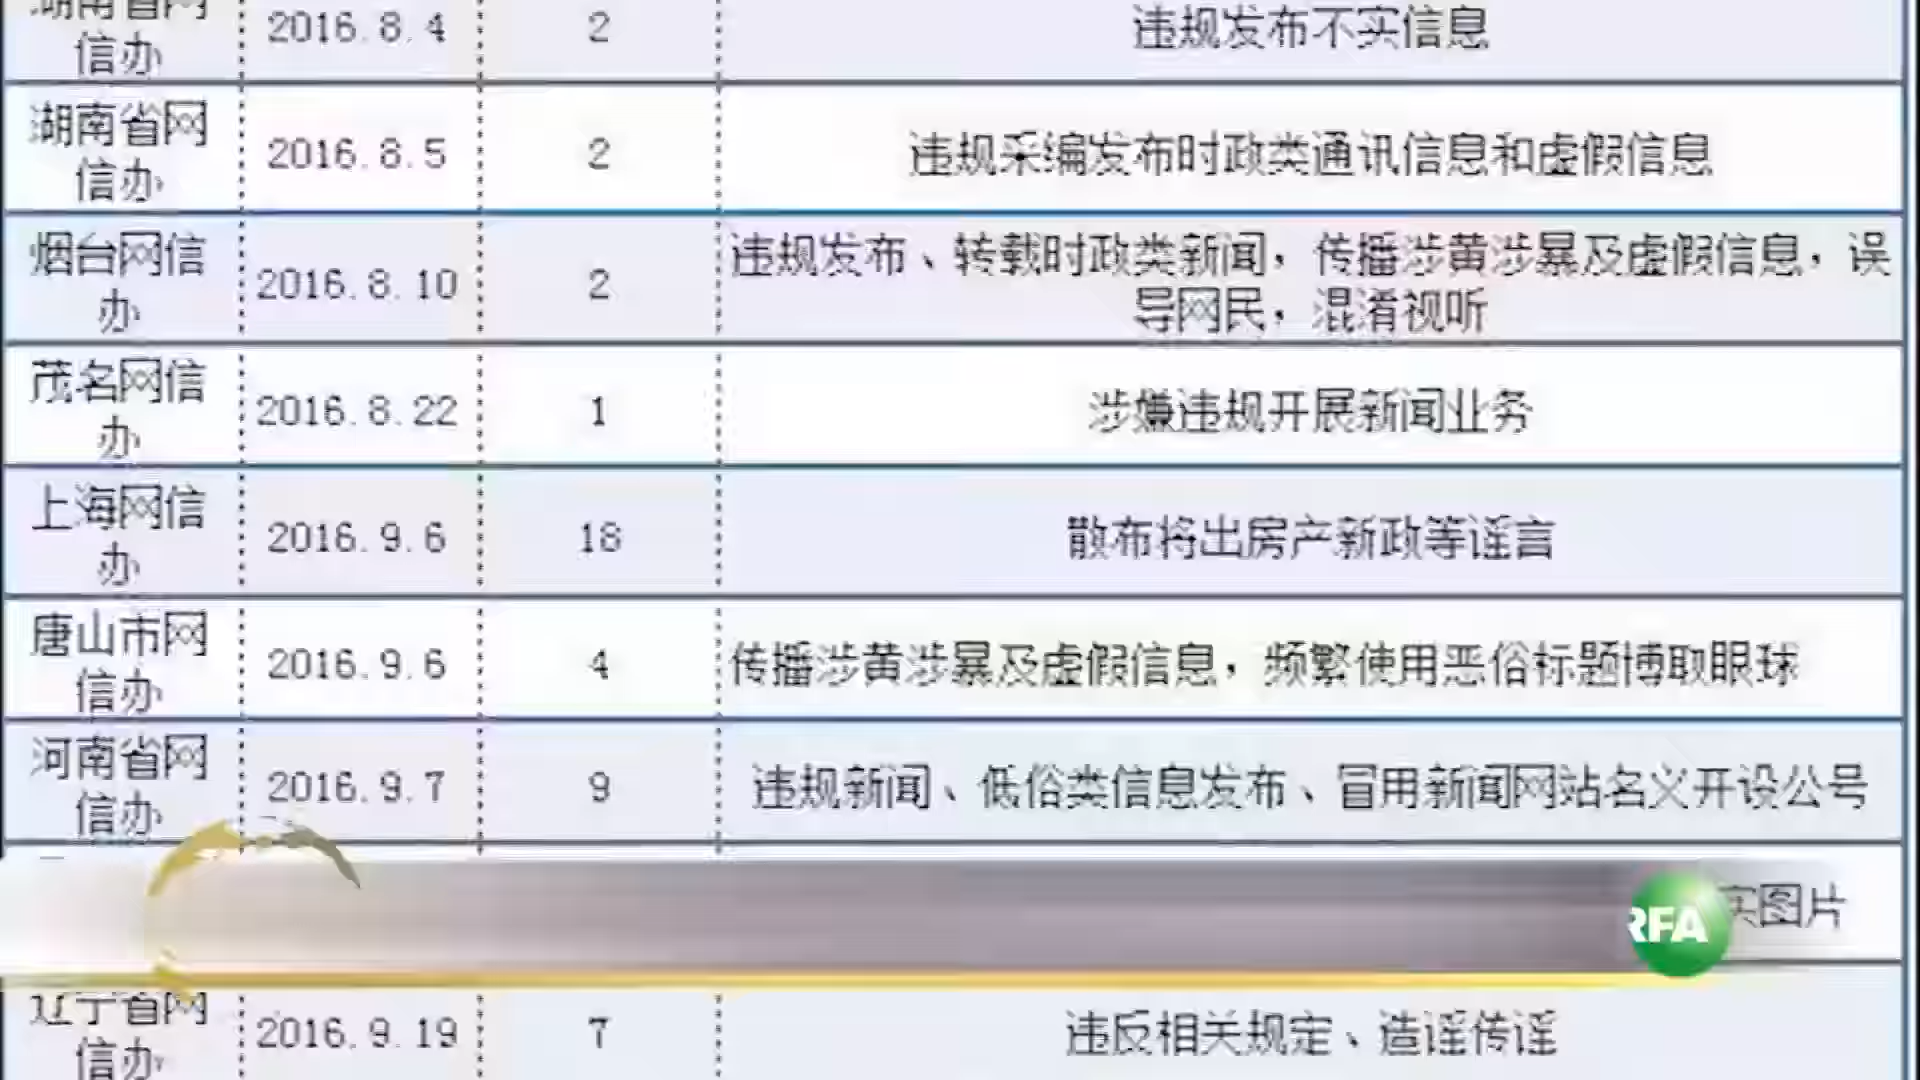 湖南省网
信办 2016.8.4 2 违规发布不实信息
湖南省网
信办 2016.8.5 2 违规采编发布时政类通讯信息和虚假信息
烟台网信
办 2016.8.10 2 违规发布、转载时政类新闻，传播涉黄涉暴及虚假信息，误
导网民，混淆视听
茂名网信
办 2016.8.22 1 涉嫌违规开展新闻业务
上海网信
办 2016.9.6 18 散布将出房产新政等谣言
唐山市网
信办 2016.9.6 4 传播涉黄涉暴及虚假信息，频繁使用恶俗标题博取眼球
河南省网
信办 2016.9.7 9 违规新闻、低俗类信息发布、冒用新闻网站名义开设公号
RFA 实图片
辽宁省网
信办 2016.9.19 7 违反相关规定、造谣传谣